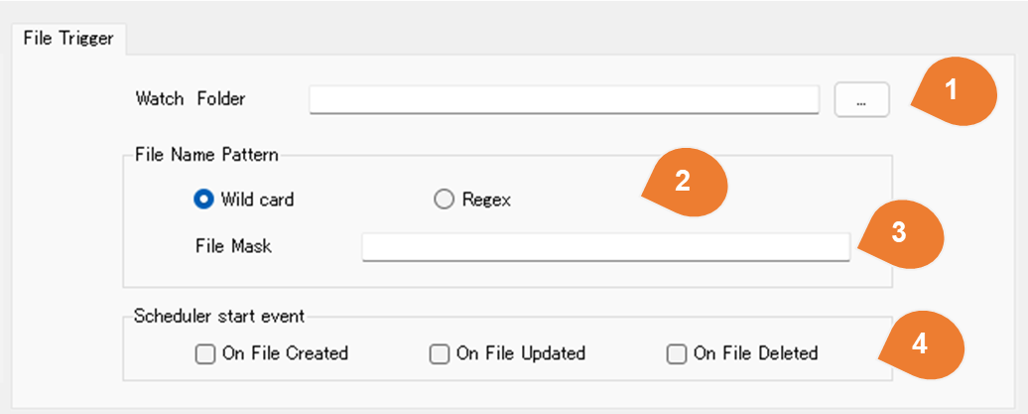 File Trigger
Watch Folder ... 1
File Name Pattern
Wild card Regex 2
File Mask 3
Scheduler start event
On File Created On File Updated On File Deleted 4